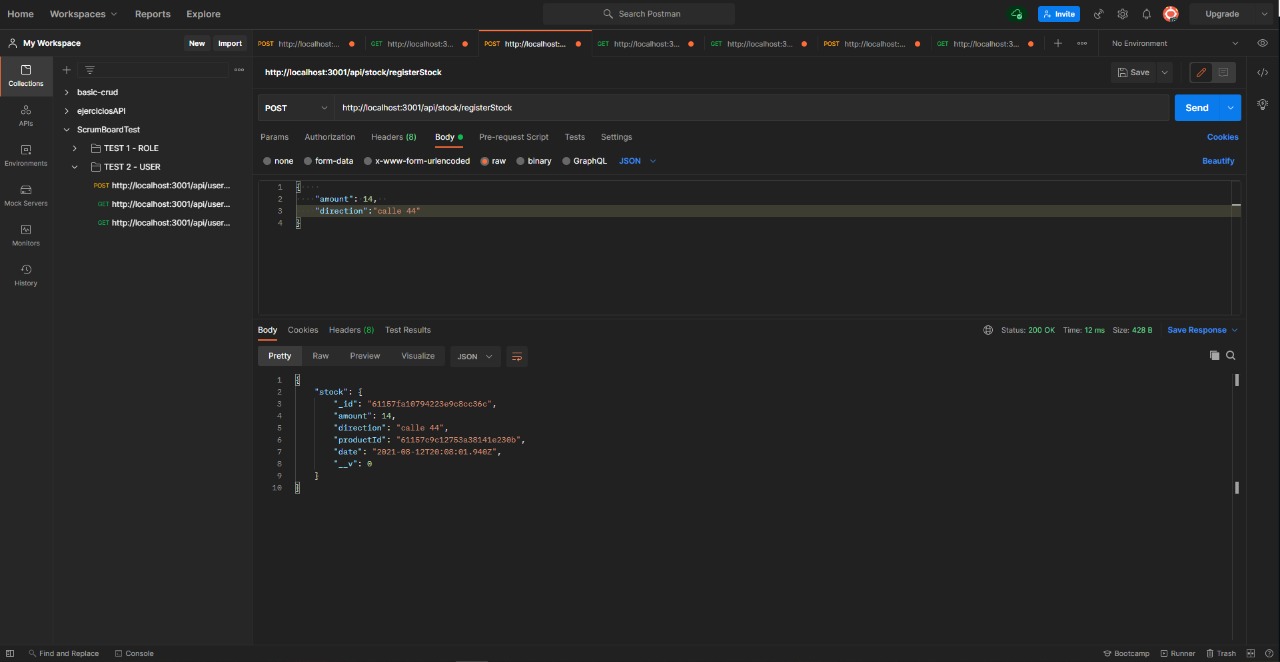 Home Workspaces Reports Explore Search Postman Invite Upgrade
My Workspace New Import POST http://localhost:... GET http://localhost:3... POST http://localhost:... GET http://localhost:3... GET http://localhost:3... POST http://localhost:... GET http://localhost:3... No Environment
Collections
APIs
Environments
Mock Servers
Monitors
History
basic-crud
ejerciciosAPI
ScrumBoardTest
TEST 1 - ROLE
TEST 2 - USER
POST http://localhost:3001/api/user...
GET http://localhost:3001/api/user...
GET http://localhost:3001/api/user...
http://localhost:3001/api/stock/registerStock Save
POST http://localhost:3001/api/stock/registerStock Send
Params Authorization Headers (8) Body Pre-request Script Tests Settings Cookies
none form-data x-www-form-urlencoded raw binary GraphQL JSON Beautify
1 {
2 "amount": 14,
3 "direction":"calle 44"
4 }
Body Cookies Headers (8) Test Results Status: 200 OK Time: 12 ms Size: 428 B Save Response
Pretty Raw Preview Visualize JSON
1 {
2 "stock": {
3 "_id": "61157fa10794223e9c8cc36c",
4 "amount": 14,
5 "direction": "calle 44",
6 "productId": "61157c9c12753a38141e230b",
7 "date": "2021-08-12T20:08:01.940Z",
8 "__v": 0
9 }
10 }
Find and Replace Console Bootcamp Runner Trash